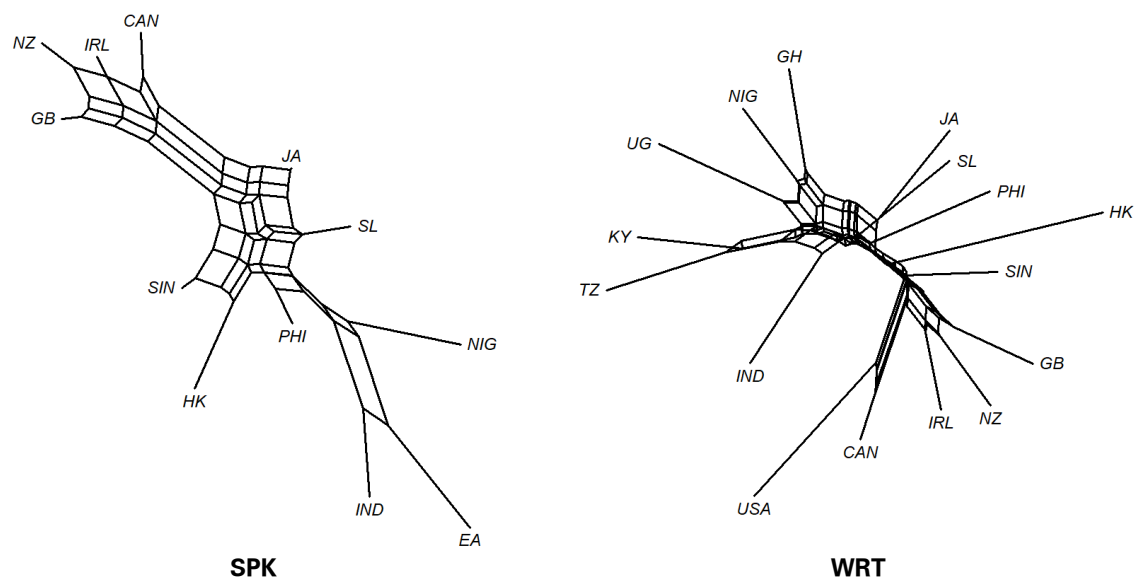 CAN
NZ
IRL
GB
JA
SL
SIN
PHI
NIG
HK
IND
EA
SPK
GH
NIG
JA
UG
SL
PHI
HK
KY
SIN
TZ
GB
IND
NZ
IRL
CAN
USA
WRT